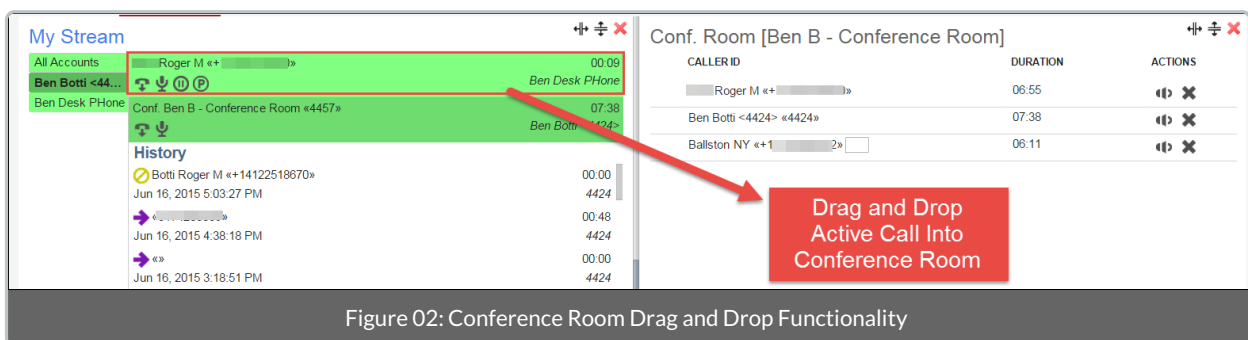 My Stream
All Accounts
Ben Botti <44...
Ben Desk PHone
Roger M «+ »
00:09
P
Ben Desk PHone
Conf. Ben B - Conference Room «4457»
07:38
Ben Botti <4424>
History
Botti Roger M «+14122518670»
00:00
Jun 16, 2015 5:03:27 PM
4424
00:48
Jun 16, 2015 4:38:18 PM
4424
«»
00:00
Jun 16, 2015 3:18:51 PM
4424
Conf. Room [Ben B - Conference Room]
CALLER ID DURATION ACTIONS
Roger M «+ » 06:55
Ben Botti <4424> «4424» 07:38
Ballston NY «+1 2» 06:11
Drag and Drop
Active Call Into
Conference Room
Figure 02: Conference Room Drag and Drop Functionality